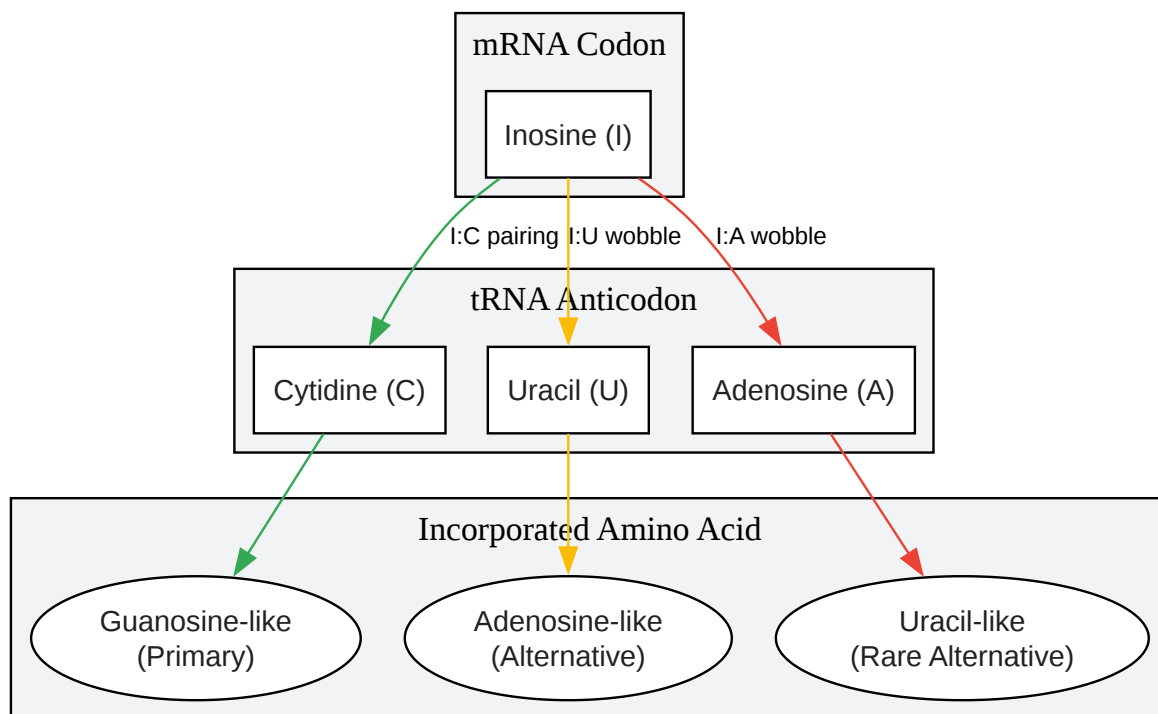 mRNA Codon
Inosine (I)
I:C pairing
I:U wobble
I:A wobble
tRNA Anticodon
Cytidine (C)
Uracil (U)
Adenosine (A)
Incorporated Amino Acid
Guanosine-like
(Primary)
Adenosine-like
(Alternative)
Uracil-like
(Rare Alternative)